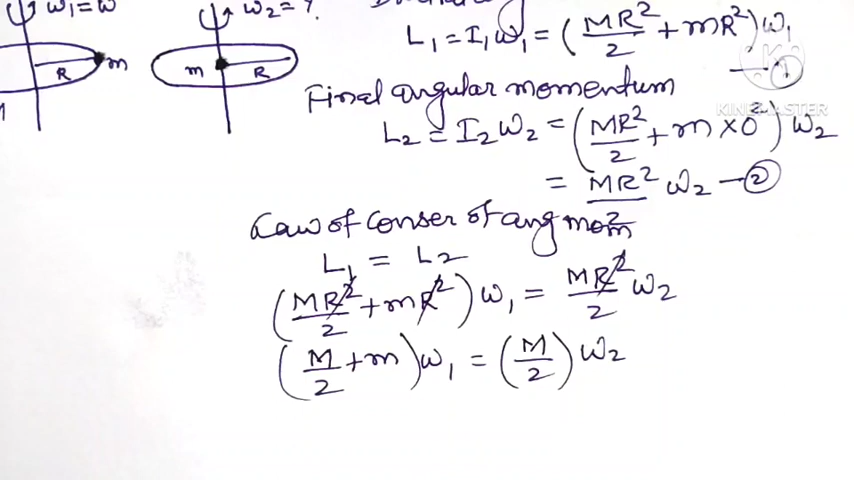 ω₁ = ω
ω₂ = ?
R m
m R
L₁ = I₁ω₁ = (MR²/2 + mR²) ω₁ — ①
Final angular momentum
KINEMASTER
L₂ = I₂ω₂ = (MR²/2 + m × 0²) ω₂
= MR²/2 ω₂ — ②
Law of conser of ang mom
L₁ = L₂
(MR²/2 + mR²) ω₁ = MR²/2 ω₂
(M/2 + m) ω₁ = (M/2) ω₂